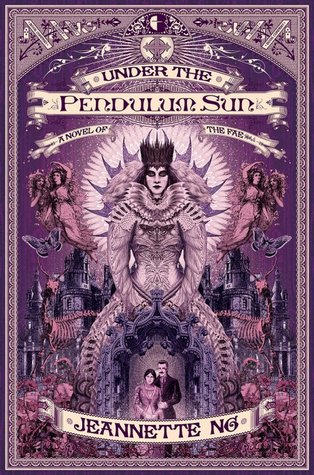 UNDER THE
PENDULUM SUN
A NOVEL OF THE FAE
JEANNETTE NG